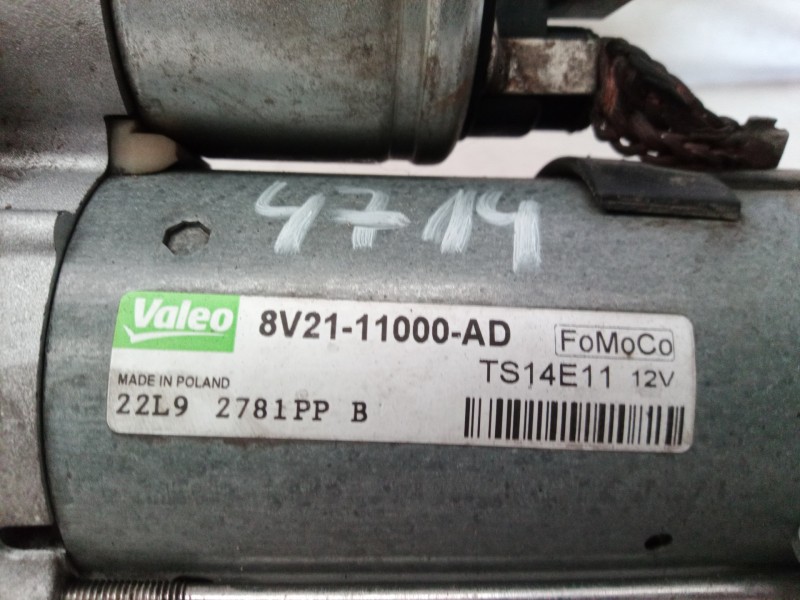 4714
Valeo 8V21-11000-AD FoMoCo
TS14E11 12V
MADE IN POLAND
22L9 2781PP B